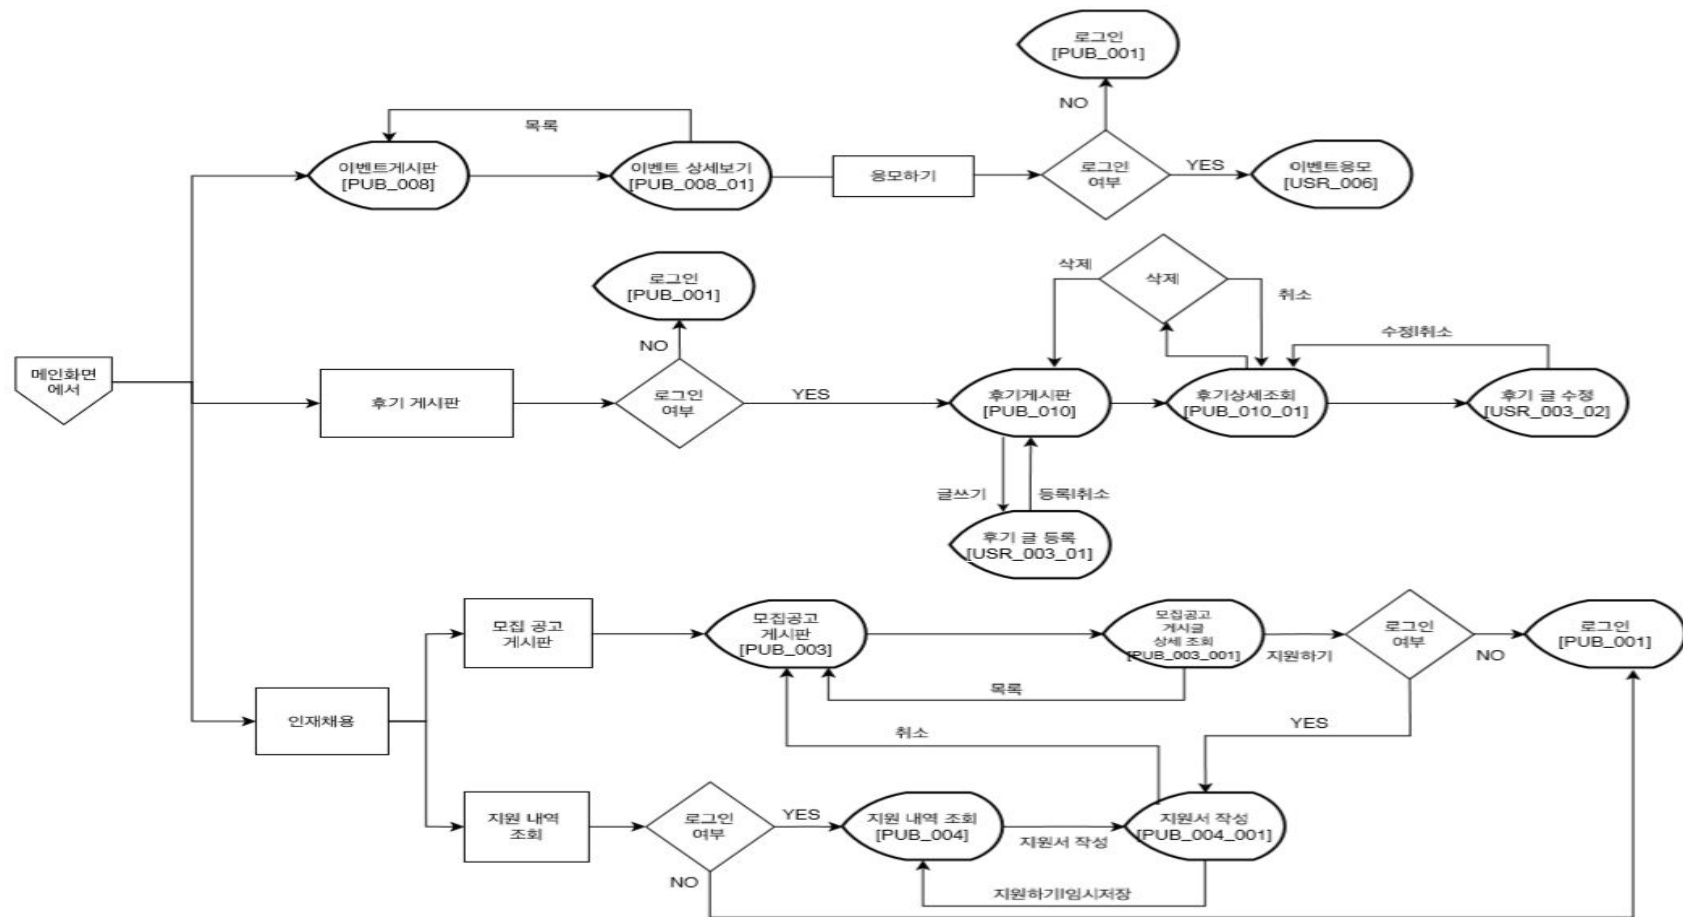 로그인
[PUB_001]
NO
목록
이벤트게시판
[PUB_008]
이벤트 상세보기
[PUB_008_01]
응모하기
로그인
여부
YES
이벤트응모
[USR_006]
로그인
[PUB_001]
NO
삭제
삭제
취소
수정|취소
메인화면
에서
후기 게시판
로그인
여부
YES
후기게시판
[PUB_010]
후기상세조회
[PUB_010_01]
후기 글 수정
[USR_003_02]
글쓰기
등록|취소
후기 글 등록
[USR_003_01]
모집 공고
게시판
모집공고
게시판
[PUB_003]
모집공고
게시글
상세 조회
[PUB_003_001]
지원하기
로그인
여부
NO
로그인
[PUB_001]
목록
인재채용
취소
YES
지원 내역
조회
로그인
여부
YES
지원 내역 조회
[PUB_004]
지원서 작성
지원서 작성
[PUB_004_001]
NO
지원하기|임시저장